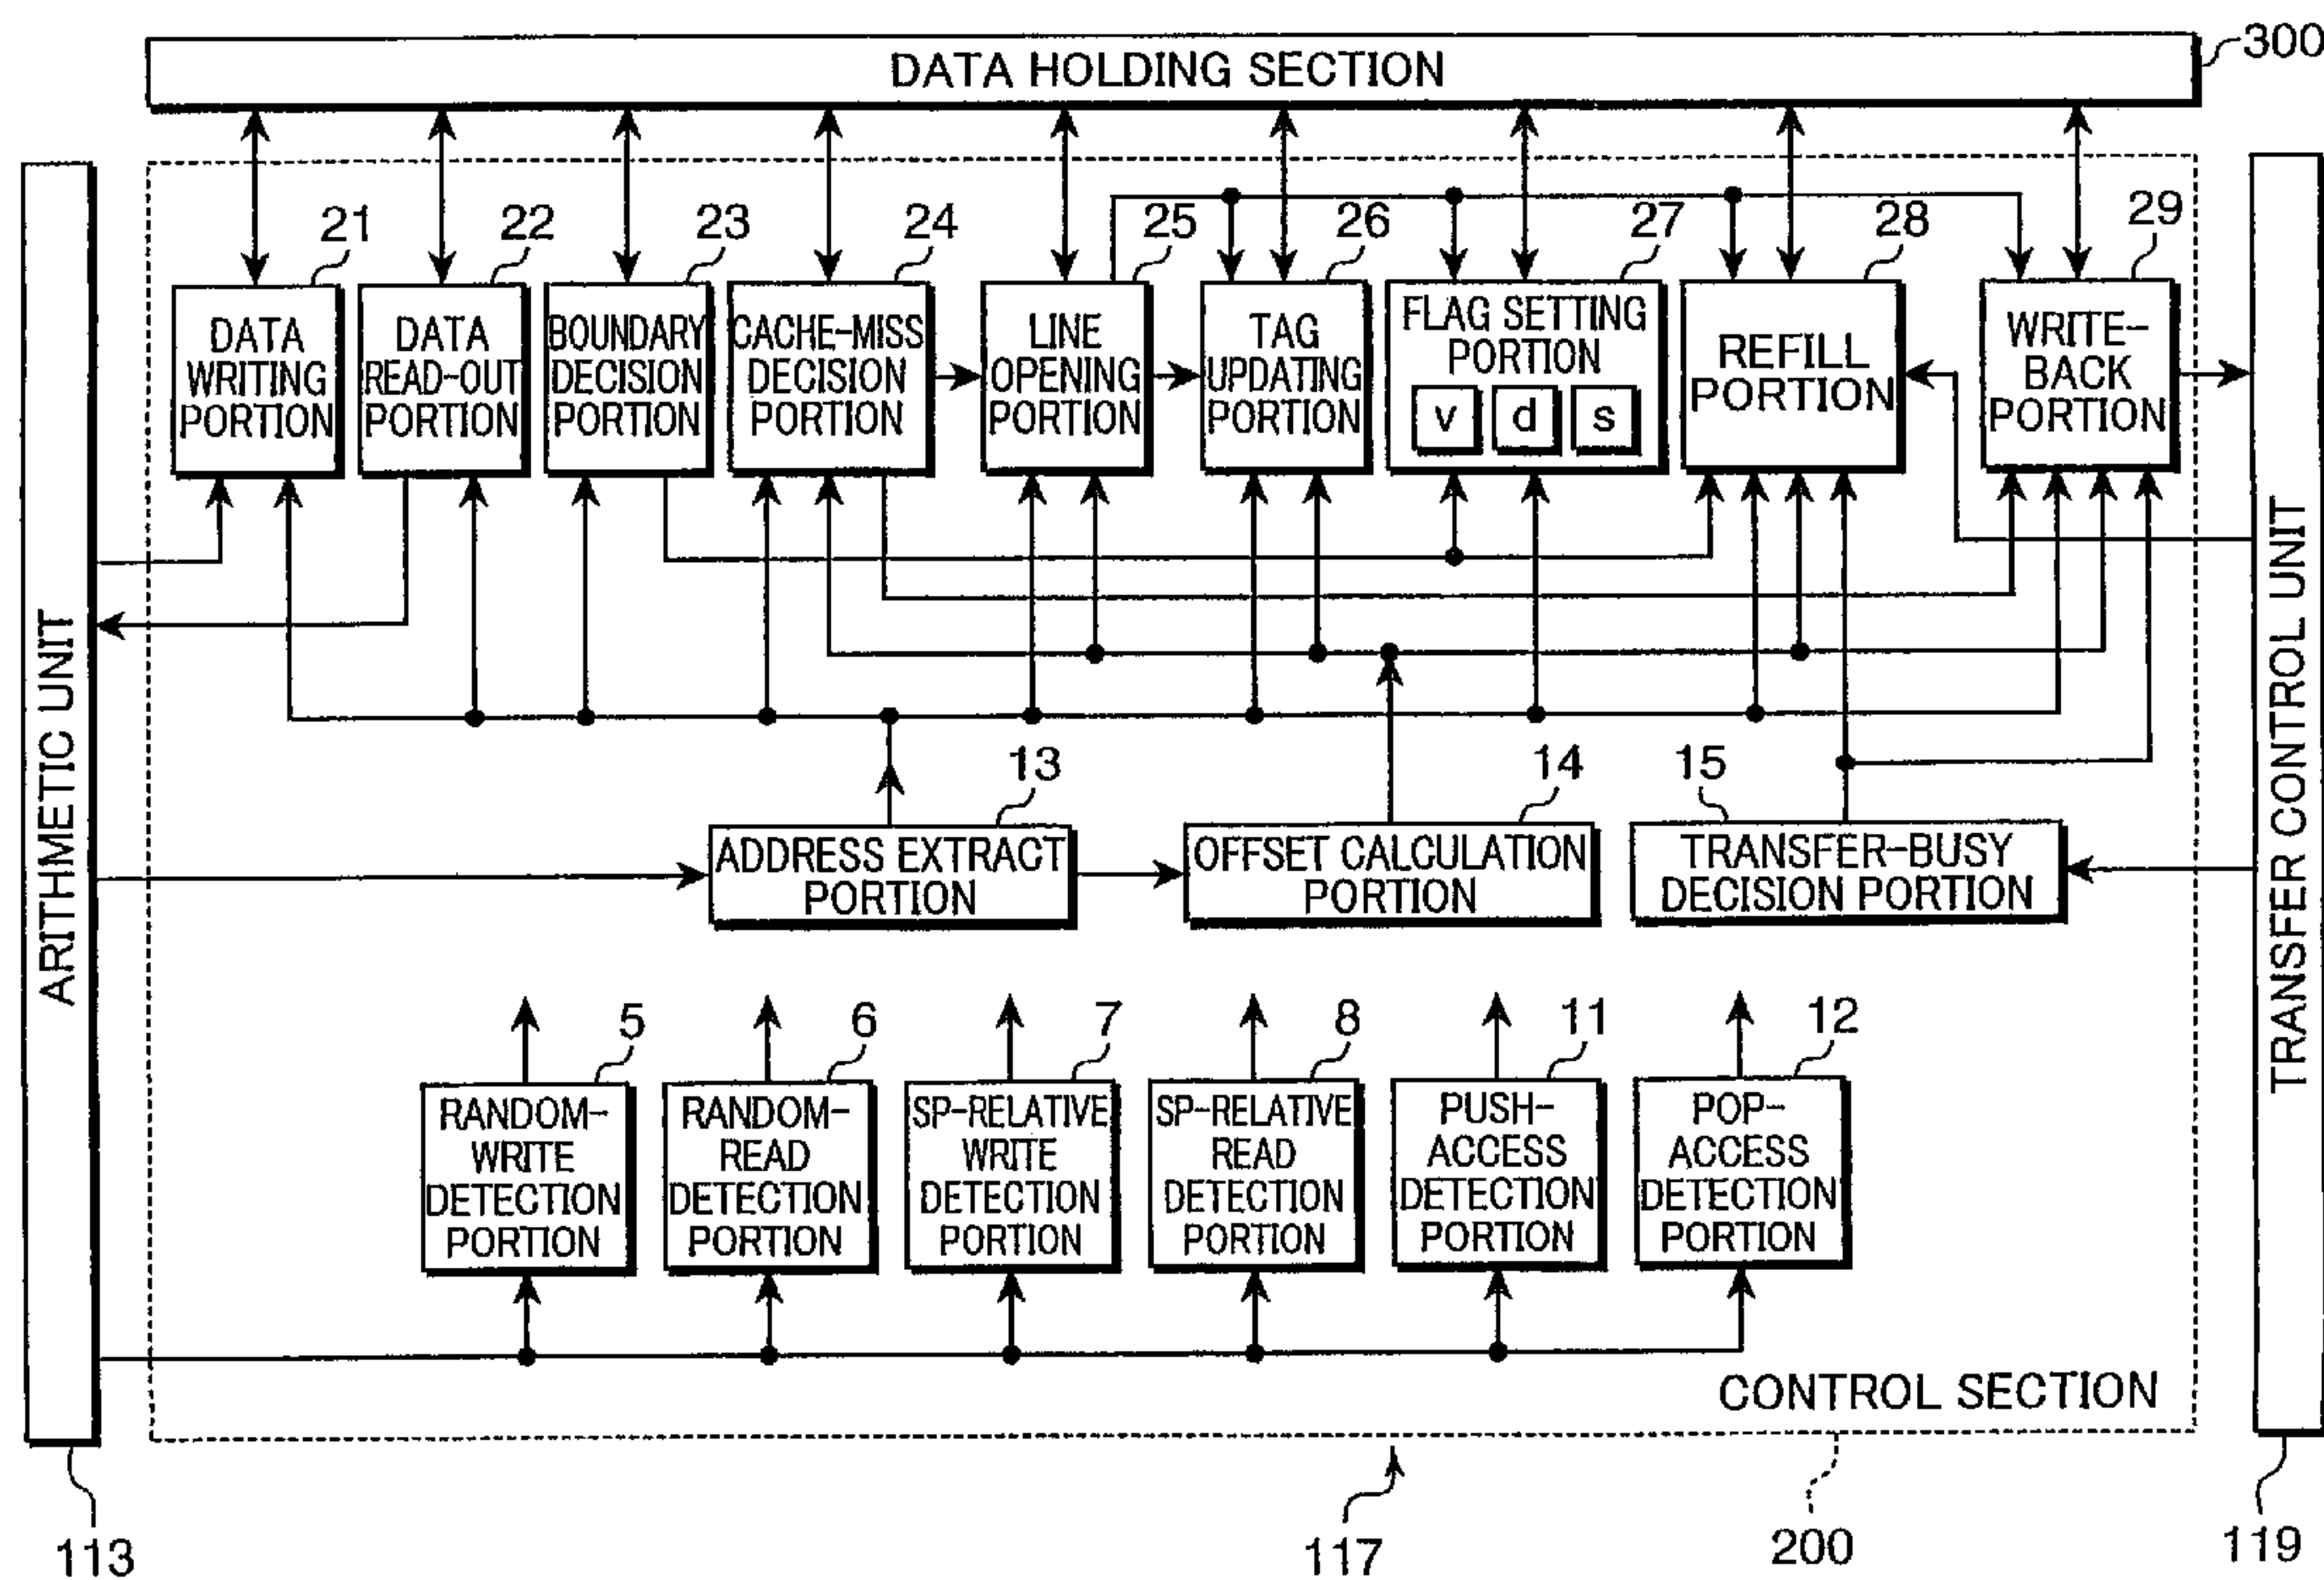 DATA HOLDING SECTION
300
21
22
23
24
25
26
27
28
29
DATA
WRITING
PORTION
DATA
READ-OUT
PORTION
BOUNDARY
DECISION
PORTION
CACHE-MISS
DECISION
PORTION
LINE
OPENING
PORTION
TAG
UPDATING
PORTION
FLAG SETTING
PORTION
v
d
s
REFILL
PORTION
WRITE-
BACK
PORTION
ARITHMETIC UNIT
TRANSFER CONTROL UNIT
13
14
15
ADDRESS EXTRACT
PORTION
OFFSET CALCULATION
PORTION
TRANSFER-BUSY
DECISION PORTION
5
6
7
8
11
12
RANDOM-
WRITE
DETECTION
PORTION
RANDOM-
READ
DETECTION
PORTION
SP-RELATIVE
WRITE
DETECTION
PORTION
SP-RELATIVE
READ
DETECTION
PORTION
PUSH-
ACCESS
DETECTION
PORTION
POP-
ACCESS
DETECTION
PORTION
CONTROL SECTION
113
117
200
119